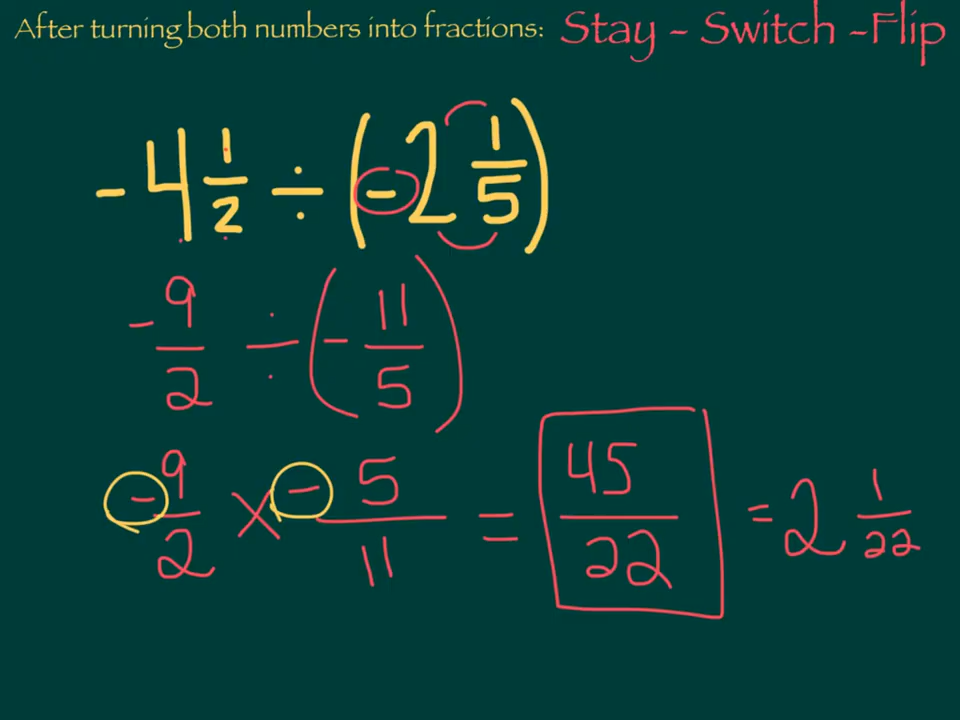 After turning both numbers into fractions: Stay - Switch -Flip
- 4 1/2 ÷ (- 2 1/5)
- 9/2 ÷ (- 11/5)
- 9/2 × - 5/11 = 45/22 = 2 1/22